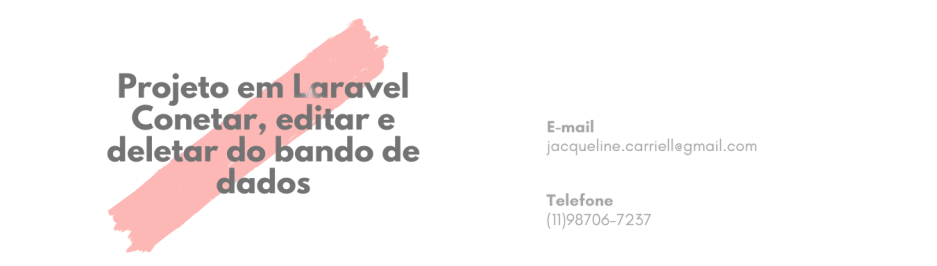 Projeto em Laravel
Conetar, editar e
deletar do bando de
dados
E-mail
jacqueline.carriell@gmail.com
Telefone
(11)98706-7237